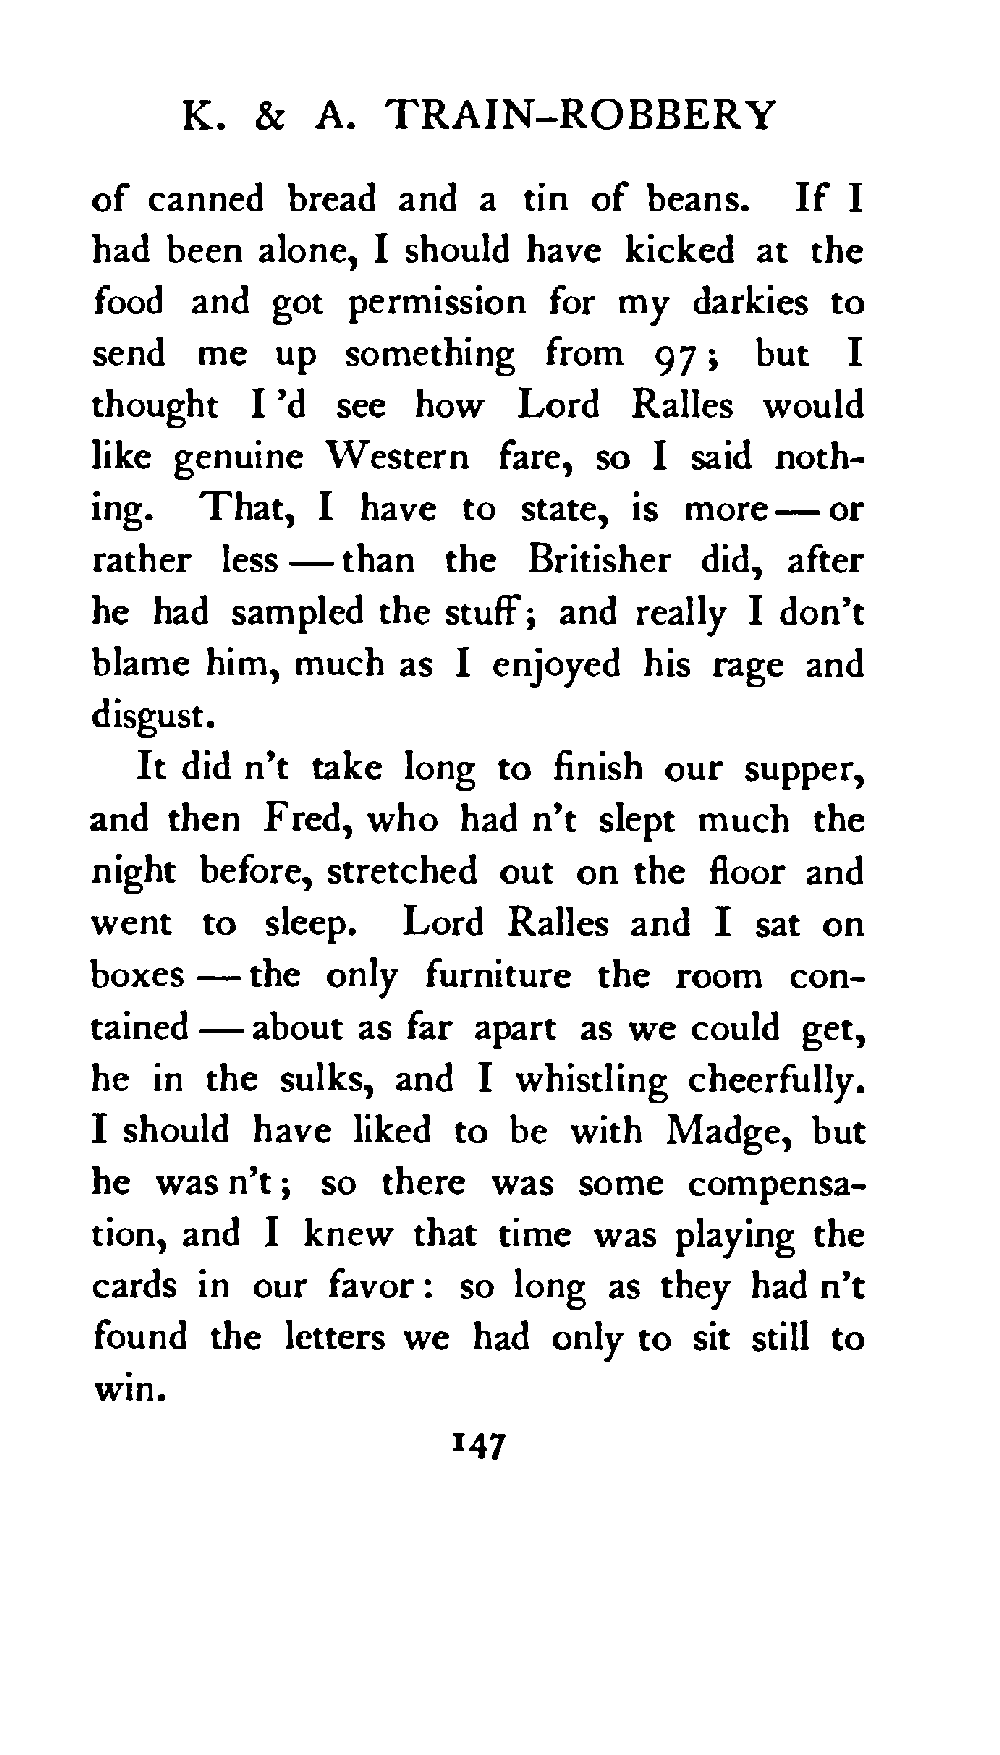 K. & A. TRAIN-ROBBERY
of canned bread and a tin of beans. If I
had been alone, I should have kicked at the
food and got permission for my darkies to
send me up something from 97; but I
thought I 'd see how Lord Ralles would
like genuine Western fare, so I said noth-
ing. That, I have to state, is more — or
rather less — than the Britisher did, after
he had sampled the stuff; and really I don't
blame him, much as I enjoyed his rage and
disgust.
It did n't take long to finish our supper,
and then Fred, who had n't slept much the
night before, stretched out on the floor and
went to sleep. Lord Ralles and I sat on
boxes — the only furniture the room con-
tained — about as far apart as we could get,
he in the sulks, and I whistling cheerfully.
I should have liked to be with Madge, but
he was n't; so there was some compensa-
tion, and I knew that time was playing the
cards in our favor: so long as they had n't
found the letters we had only to sit still to
win.
147